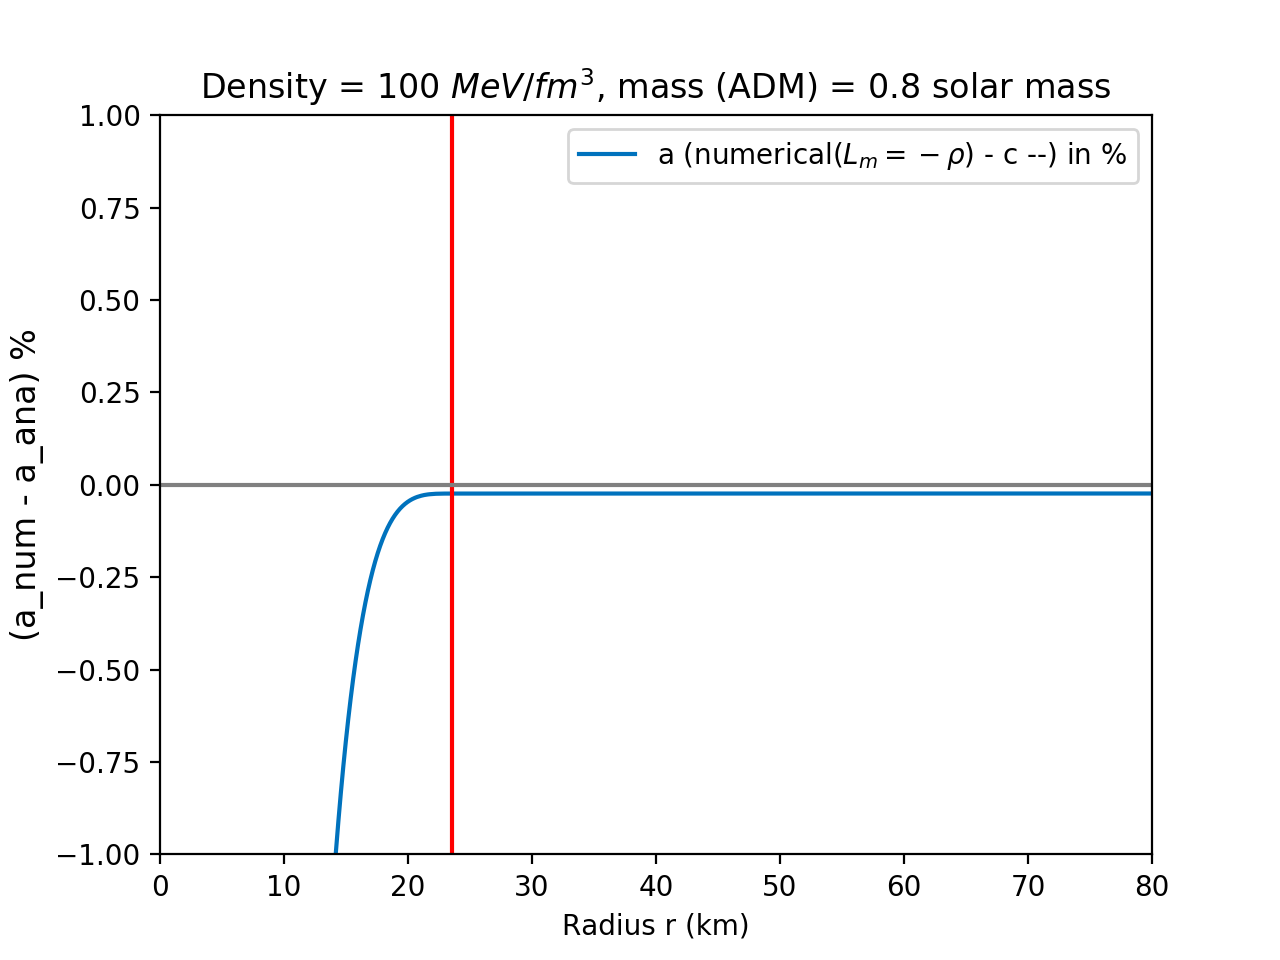 Density = 100 MeV/fm³, mass (ADM) = 0.8 solar mass
a (numerical(Lₘ = − ρ) - c --) in %
(a_num - a_ana) %
1.00
0.75
0.50
0.25
0.00
−0.25
−0.50
−0.75
−1.00
0 10 20 30 40 50 60 70 80
Radius r (km)